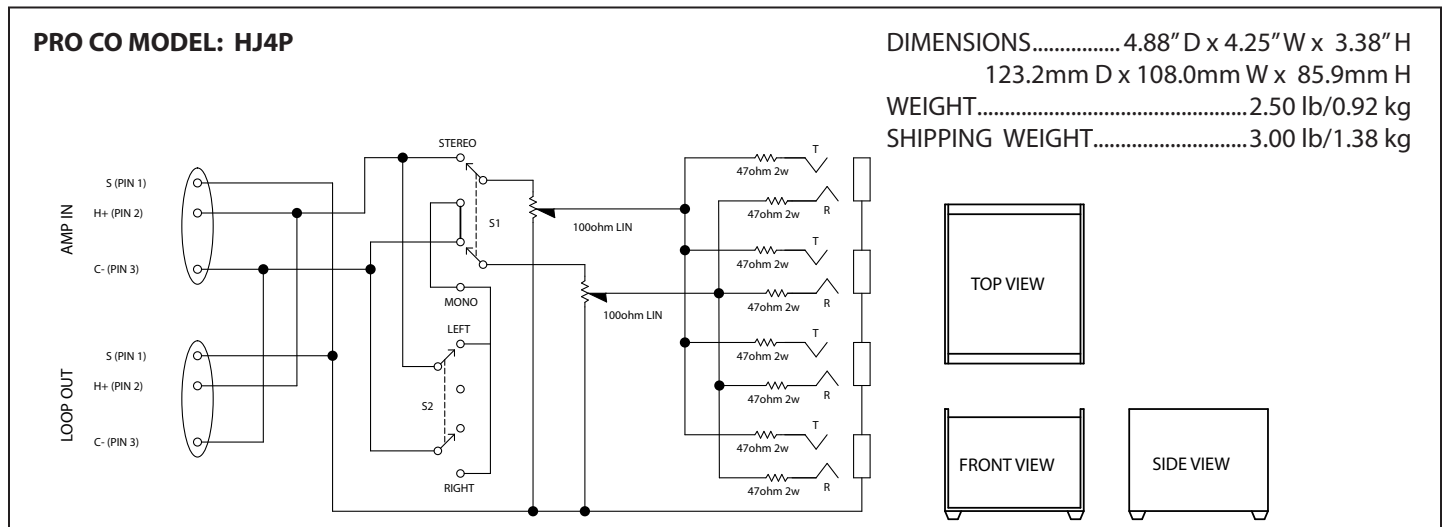 PRO CO MODEL: HJ4P
DIMENSIONS................ 4.88" D x 4.25" W x 3.38" H
123.2mm D x 108.0mm W x 85.9mm H
WEIGHT..............................................2.50 lb/0.92 kg
SHIPPING WEIGHT..........................3.00 lb/1.38 kg
AMP IN
S (PIN 1)
H+ (PIN 2)
C- (PIN 3)
LOOP OUT
S (PIN 1)
H+ (PIN 2)
C- (PIN 3)
STEREO
S1
MONO
LEFT
S2
RIGHT
100ohm LIN
100ohm LIN
T
47ohm 2w
47ohm 2w
R
T
47ohm 2w
47ohm 2w
R
T
47ohm 2w
47ohm 2w
R
T
47ohm 2w
47ohm 2w
R
TOP VIEW
FRONT VIEW
SIDE VIEW